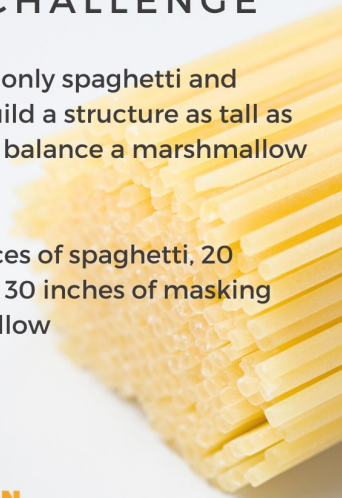 CHALLENGE
only spaghetti and
ild a structure as tall as
balance a marshmallow
ces of spaghetti, 20
30 inches of masking
llow
N